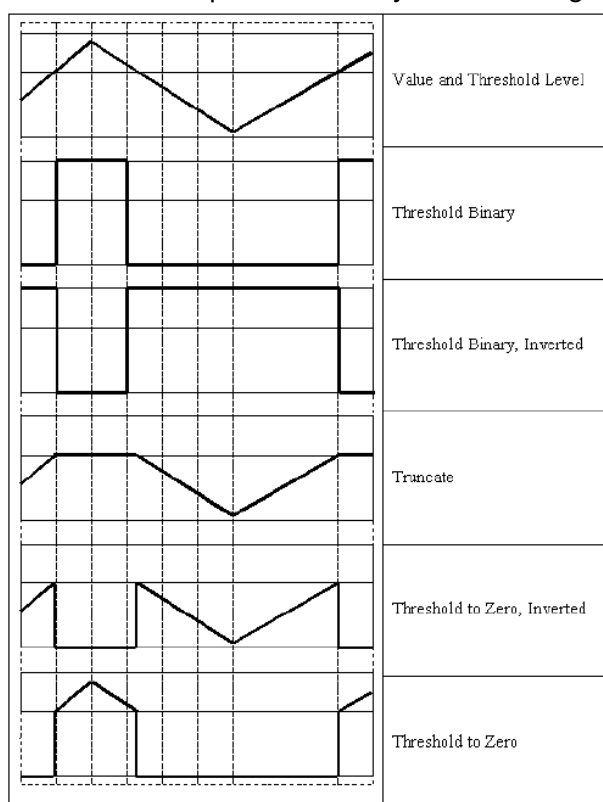 Value and Threshold Level
Threshold Binary
Threshold Binary, Inverted
Truncate
Threshold to Zero, Inverted
Threshold to Zero